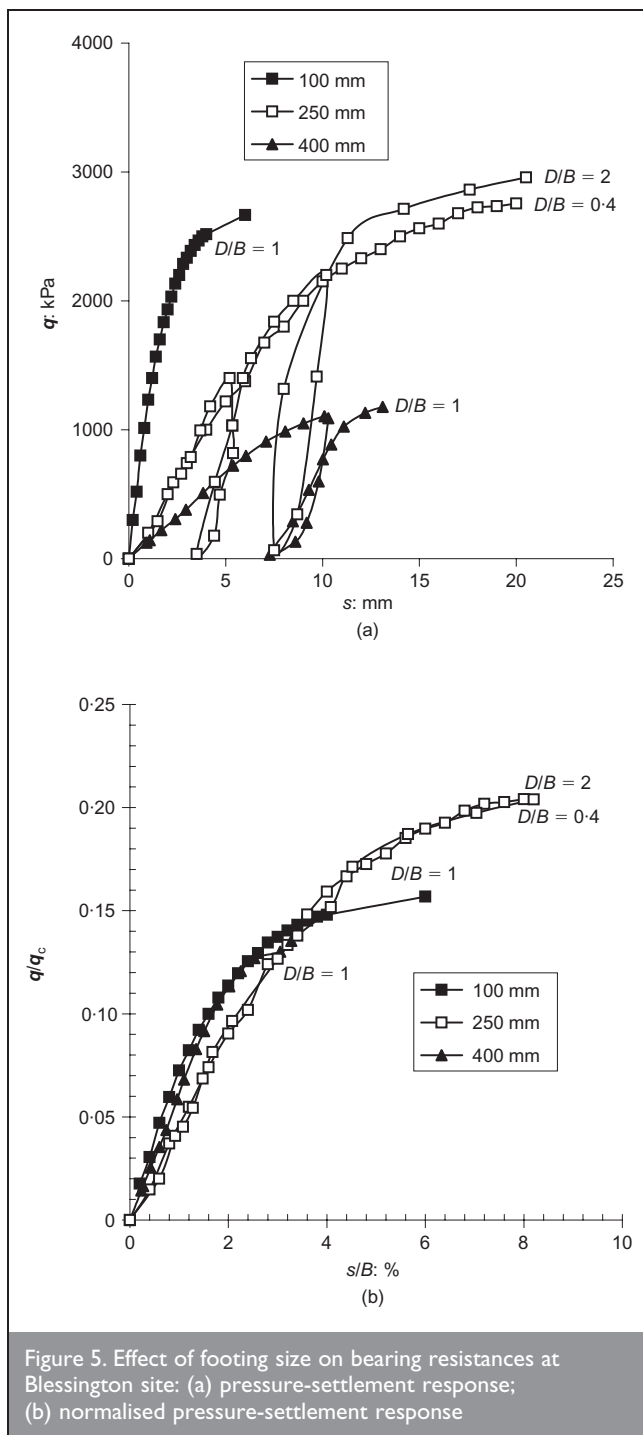 4000
3000
2000
1000
0
q: kPa
100 mm
250 mm
400 mm
D/B = 1
D/B = 2
D/B = 0·4
D/B = 1
0
5
10
15
20
25
s: mm
(a)
0·25
0·20
0·15
0·10
0·05
0
q/qc
D/B = 2
D/B = 0·4
D/B = 1
D/B = 1
100 mm
250 mm
400 mm
0
2
4
6
8
10
s/B: %
(b)
Figure 5. Effect of footing size on bearing resistances at
Blessington site: (a) pressure-settlement response;
(b) normalised pressure-settlement response